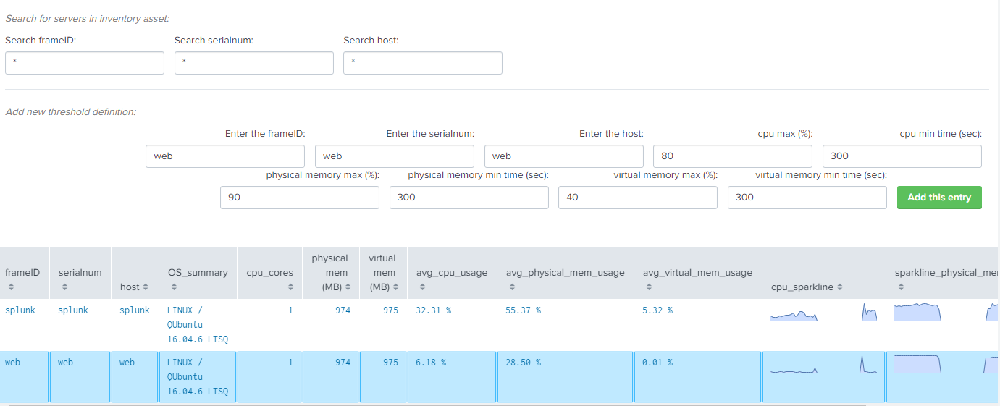 Search for servers in inventory asset:
Search frameID: Search serialnum: Search host:
* * *
Add new threshold definition:
Enter the frameID: Enter the serialnum: Enter the host: cpu max (%): cpu min time (sec):
web web web 80 300
physical memory max (%): physical memory min time (sec): virtual memory max (%): virtual memory min time (sec):
90 300 40 300 Add this entry
physical virtual
frameID serialnum OS_summary cpu_cores mem mem avg_cpu_usage avg_physical_mem_usage avg_virtual_mem_usage sparkline_physical_me
host (MB) (MB) cpu_sparkline
splunk splunk splunk LINUX / 1 974 975 32.31 % 55.37 % 5.32 %
QUbuntu
16.04.6 LTSQ
web web web LINUX / 1 974 975 6.18 % 28.50 % 0.01 %
QUbuntu
16.04.6 LTSQ